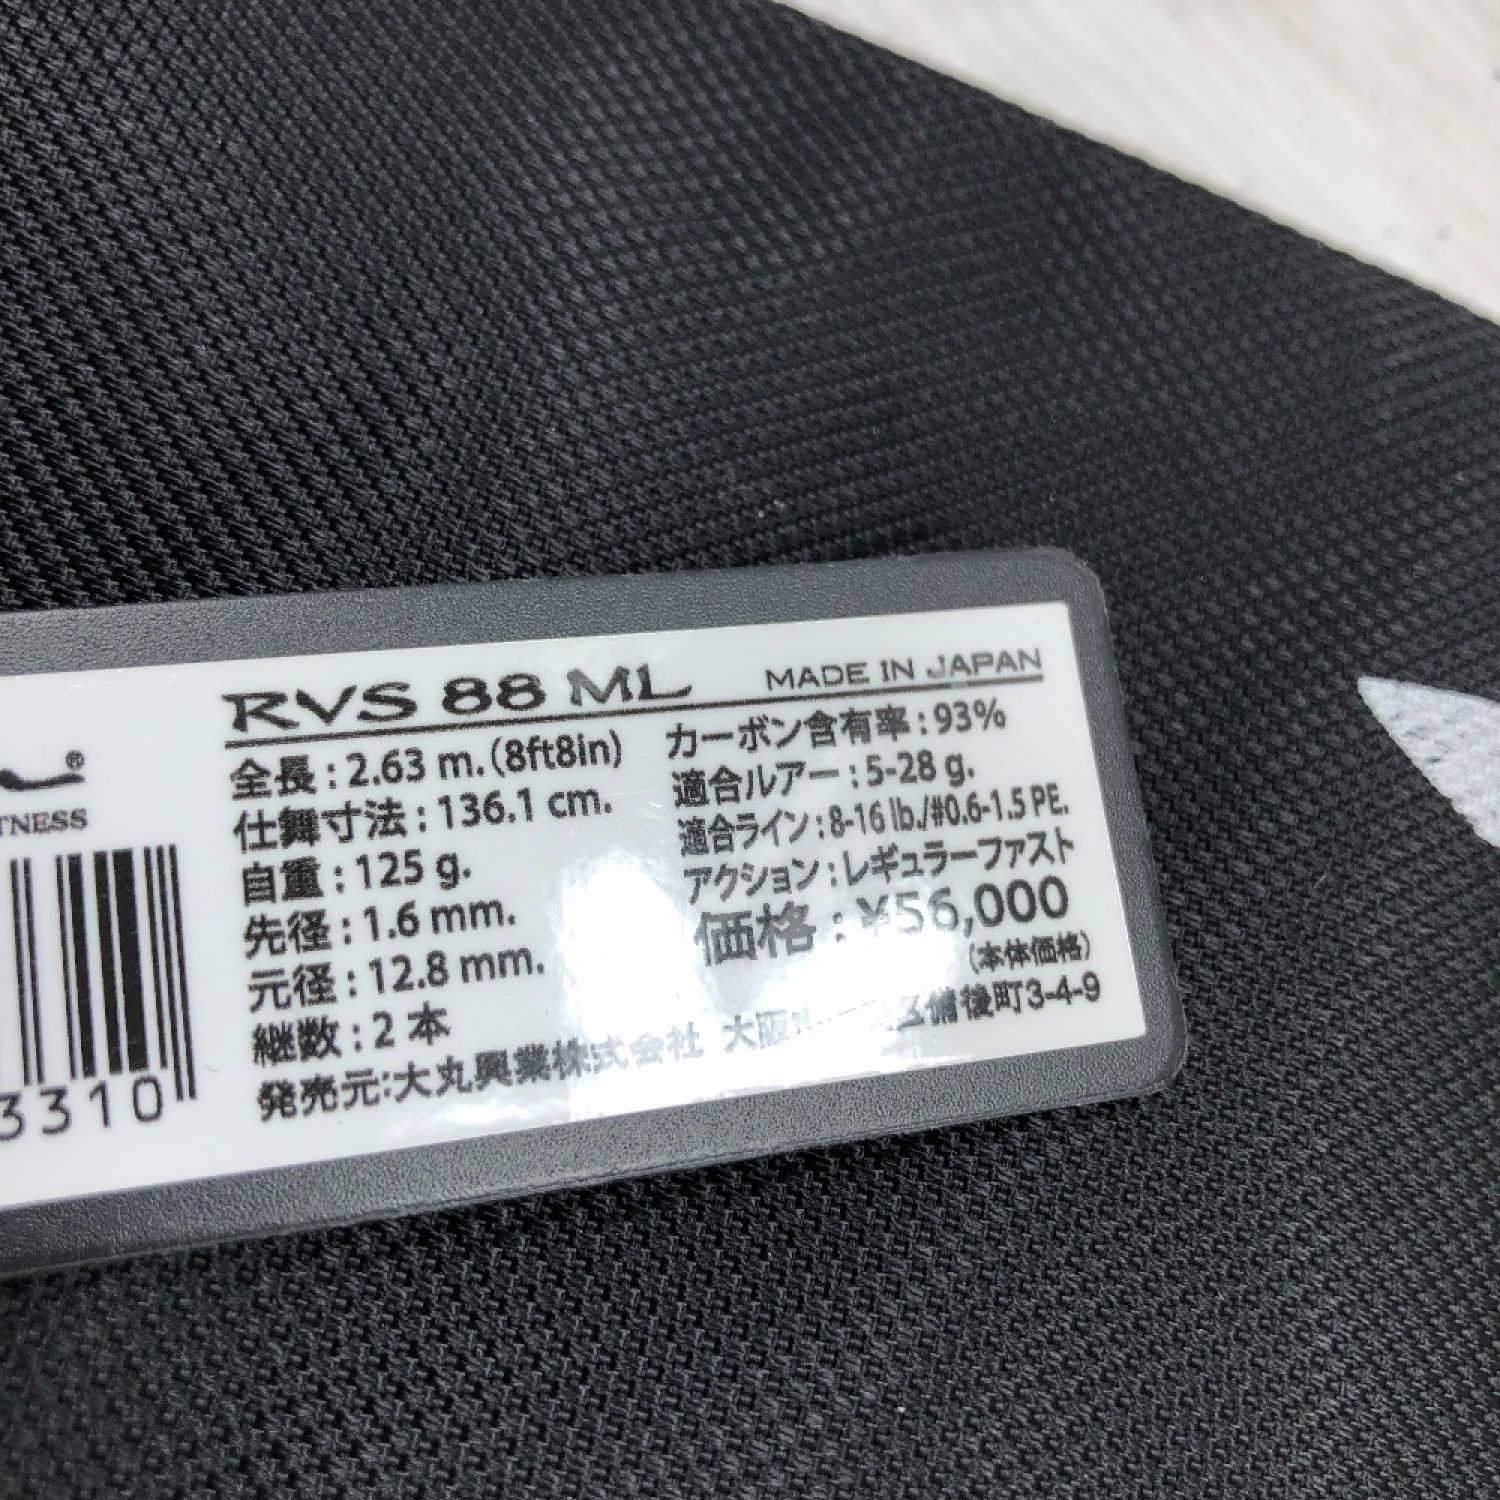 RVS 88 ML MADE IN JAPAN
全長：2.63 m. (8ft8in)
仕舞寸法：136.1 cm.
自重：125 g.
先径：1.6 mm.
元径：12.8 mm.
継数：2 本
カーボン含有率：93%
適合ルアー：5-28 g.
適合ライン：8-16 lb./#0.6-1.5 PE.
アクション：レギュラーファスト
価格：¥56,000
(本体価格)
発売元：大丸興業株式会社 大阪 区備後町3-4-9
®
TNESS
3310